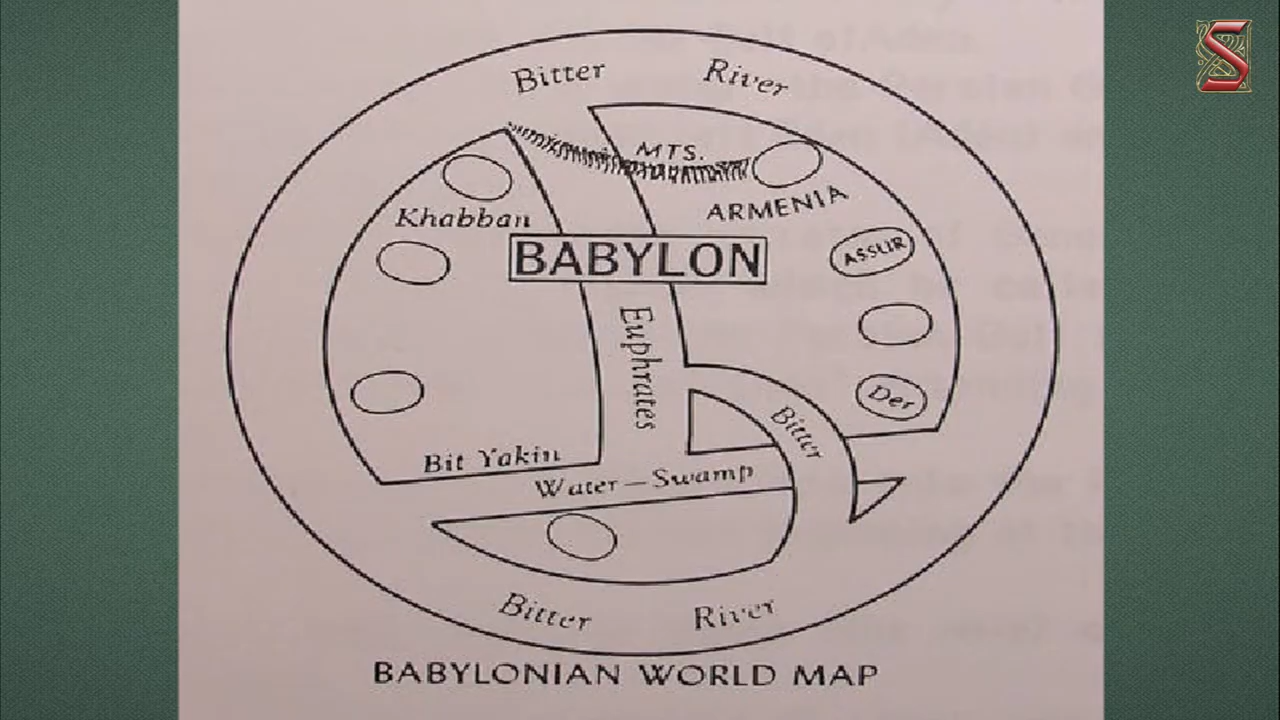 Bitter River
MTS.
ARMENIA
Khabban
ASSUR
BABYLON
Euphrates
Der
Bitter
Bit Yakin
Water – Swamp
Bitter River
BABYLONIAN WORLD MAP
S